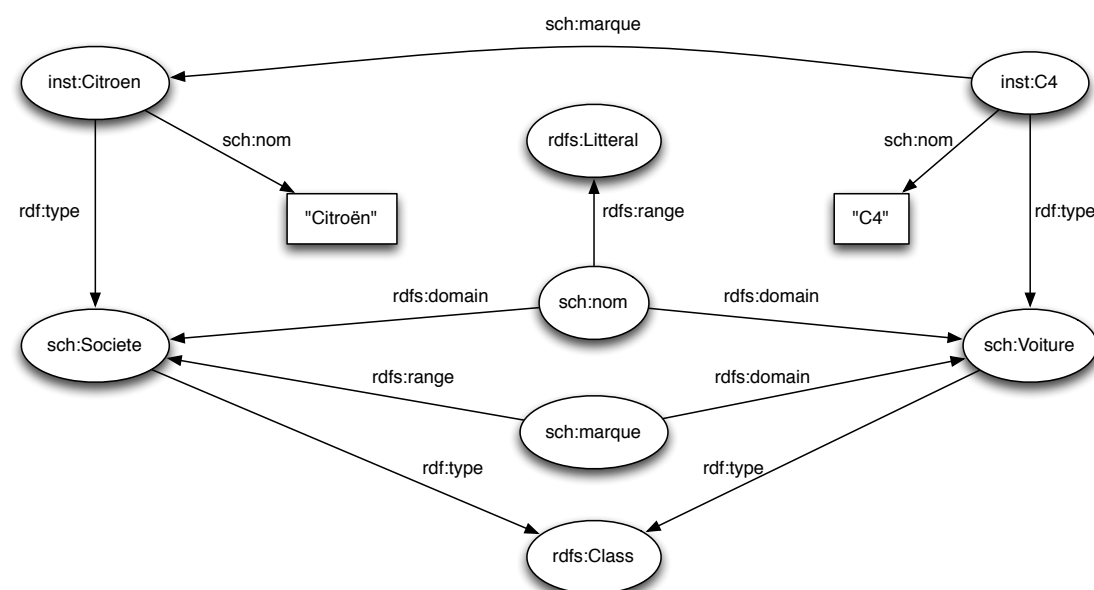 sch:marque
inst:Citroen
inst:C4
rdfs:Litteral
sch:nom
sch:nom
rdf:type
"Citroën"
rdfs:range
"C4"
rdf:type
rdfs:domain
sch:nom
rdfs:domain
sch:Societe
sch:Voiture
rdfs:range
rdfs:domain
sch:marque
rdf:type
rdf:type
rdfs:Class